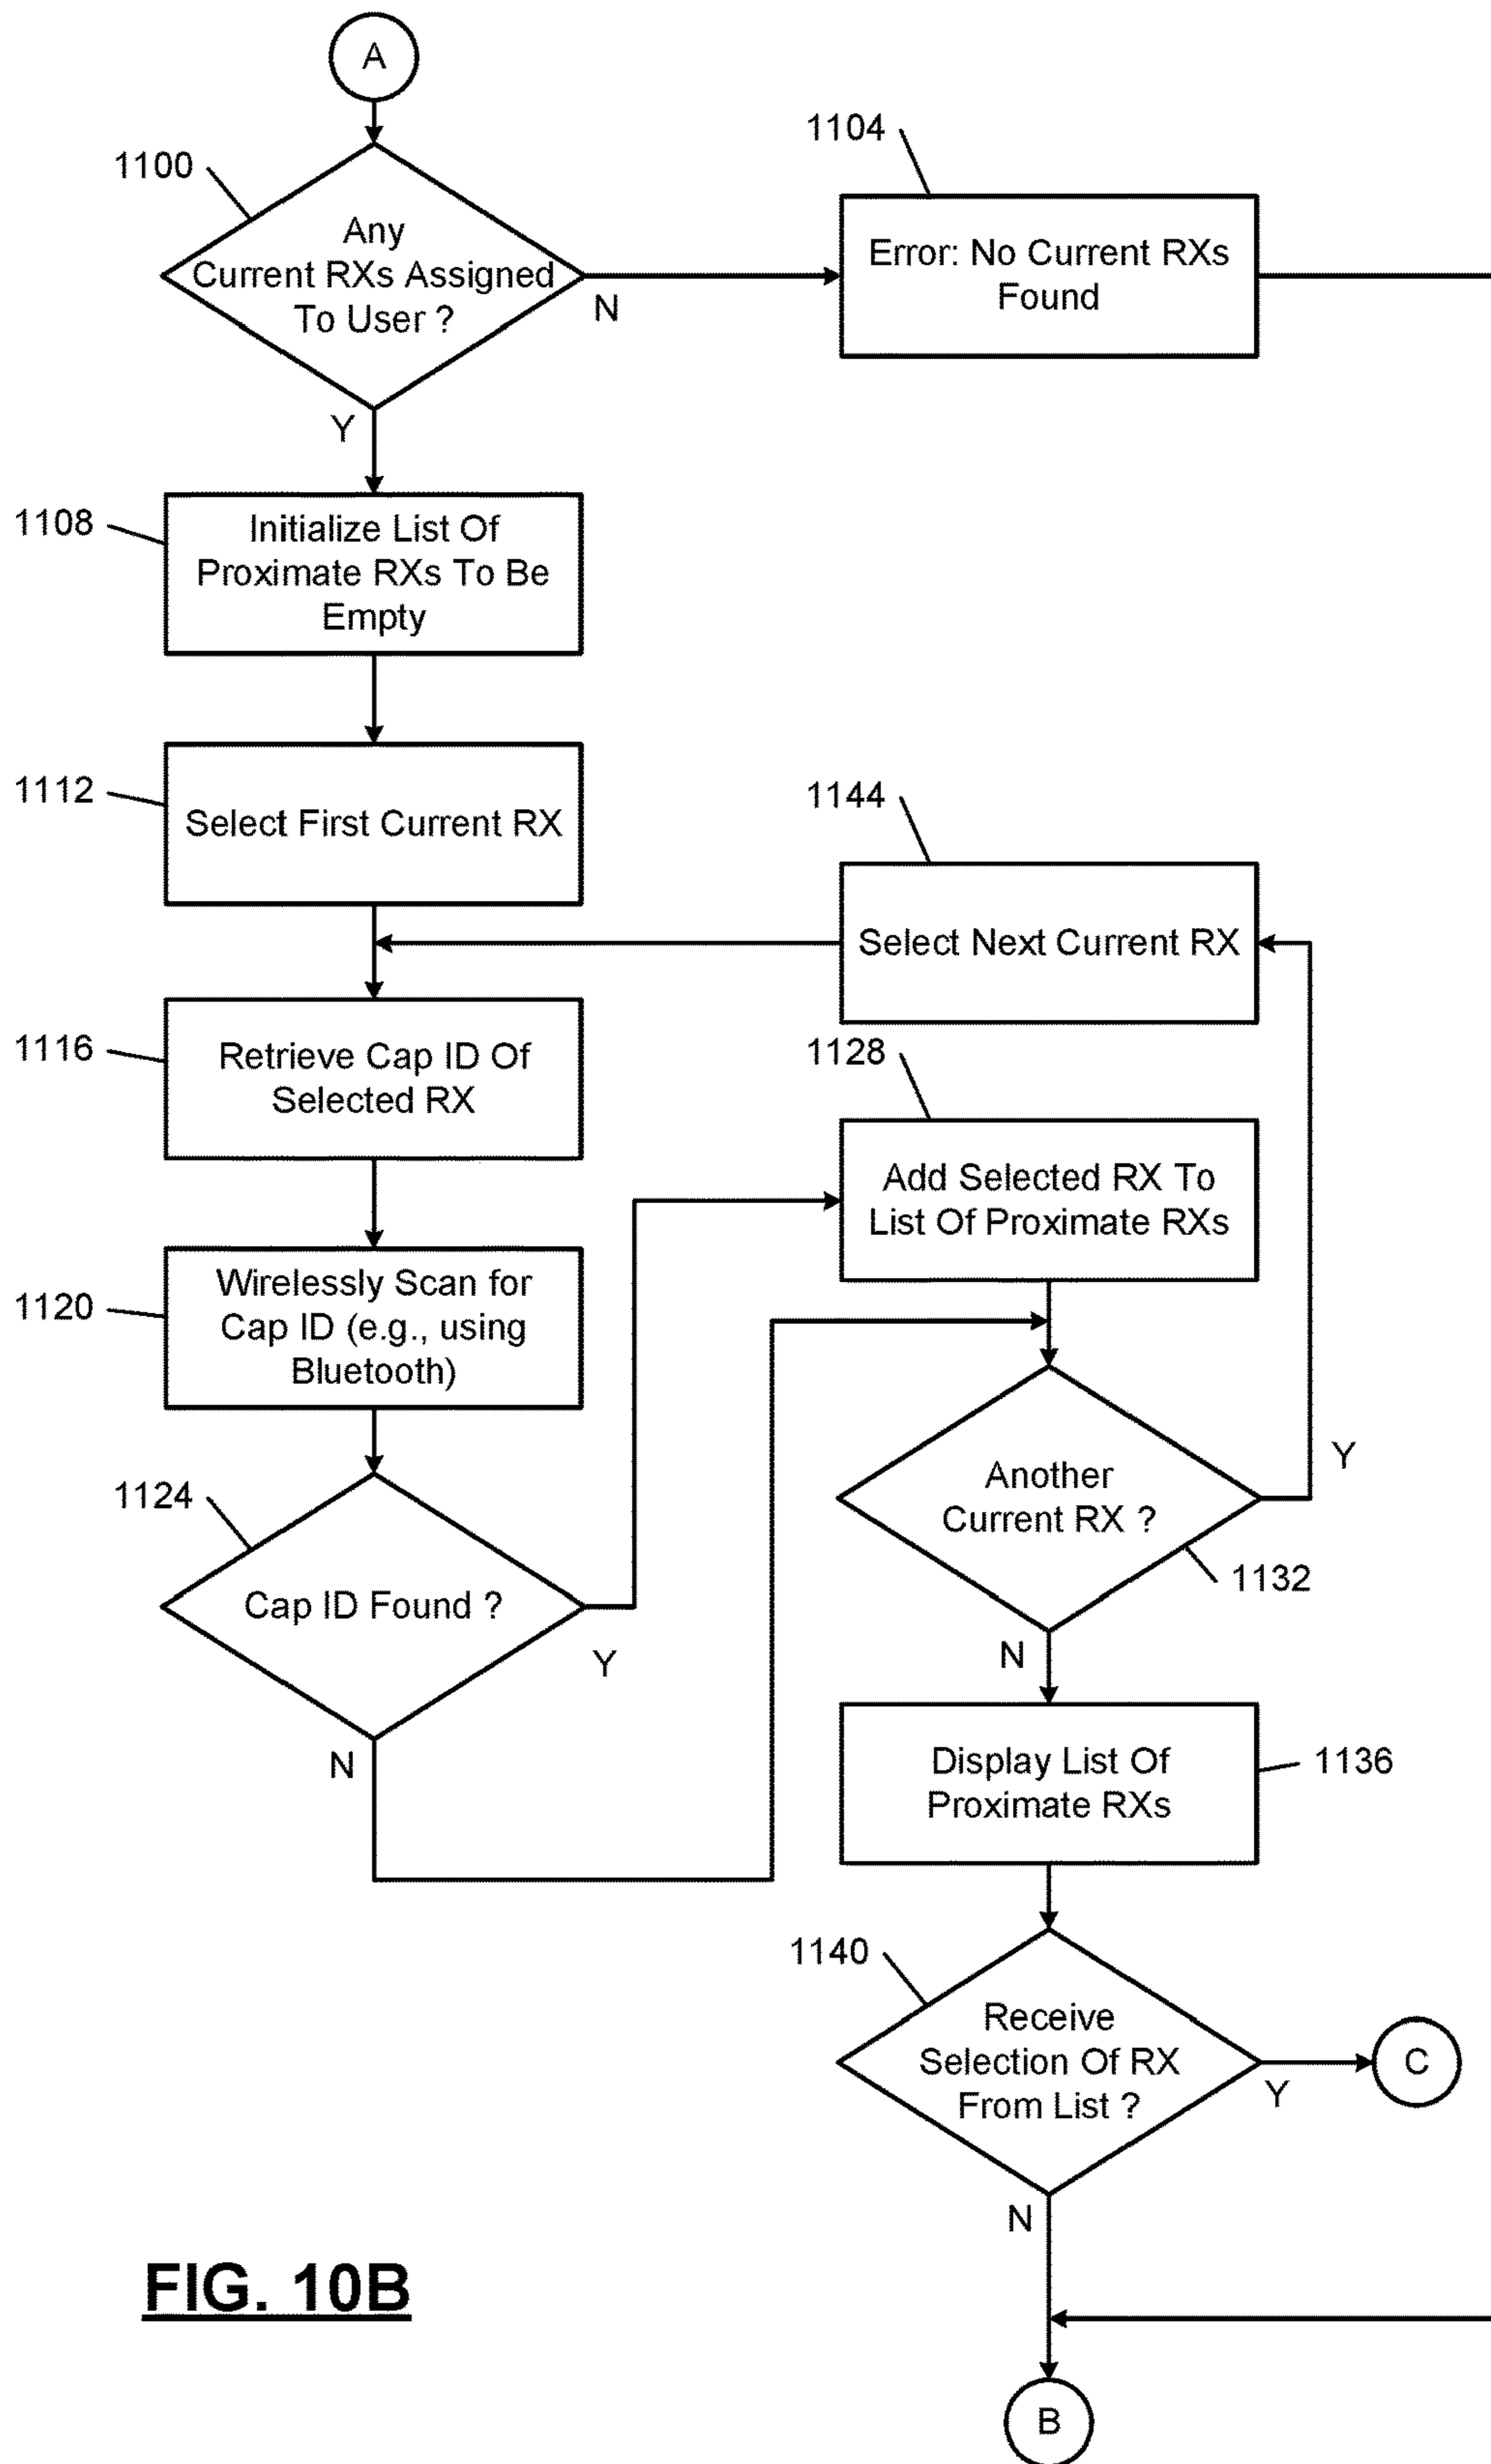 A
1100
Any
Current RXs Assigned
To User ?
N
Y
1104
Error: No Current RXs
Found
1108
Initialize List Of
Proximate RXs To Be
Empty
1112
Select First Current RX
1144
Select Next Current RX
1116
Retrieve Cap ID Of
Selected RX
1128
Add Selected RX To
List Of Proximate RXs
1120
Wirelessly Scan for
Cap ID (e.g., using
Bluetooth)
1124
Cap ID Found ?
Y
N
Another
Current RX ?
Y
1132
N
Display List Of
Proximate RXs
1136
1140
Receive
Selection Of RX
From List ?
Y
C
N
B
FIG. 10B